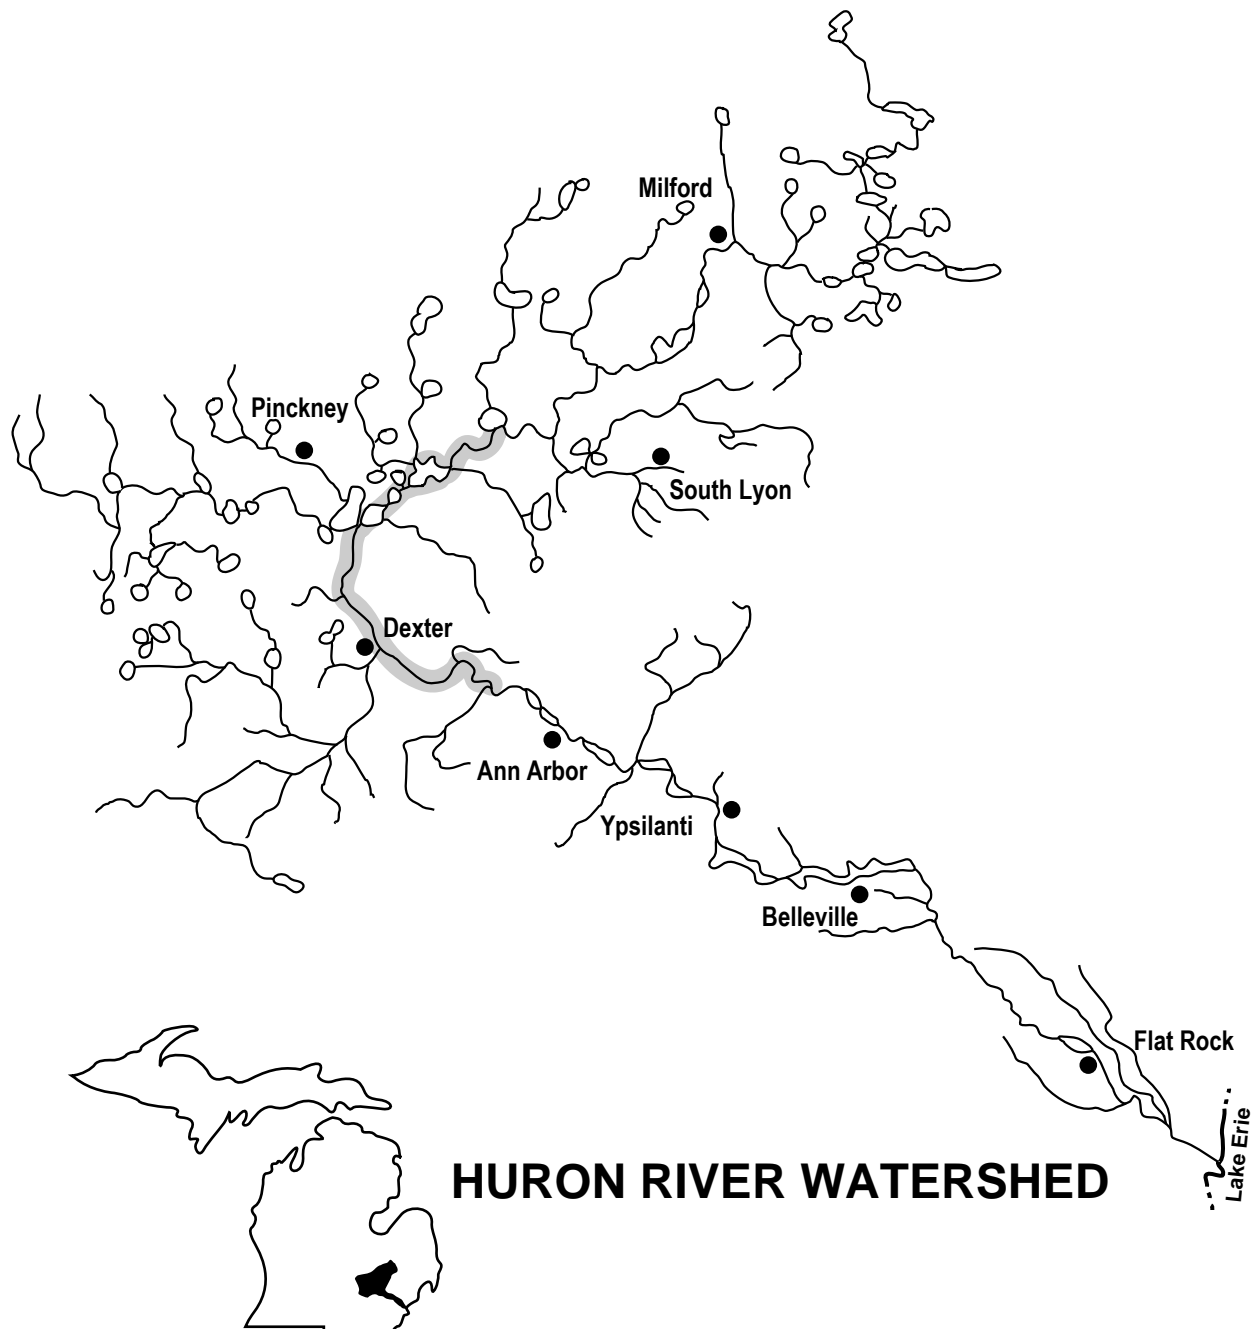 Milford
Pinckney
South Lyon
Dexter
Ann Arbor
Ypsilanti
Belleville
Flat Rock
Lake Erie
HURON RIVER WATERSHED